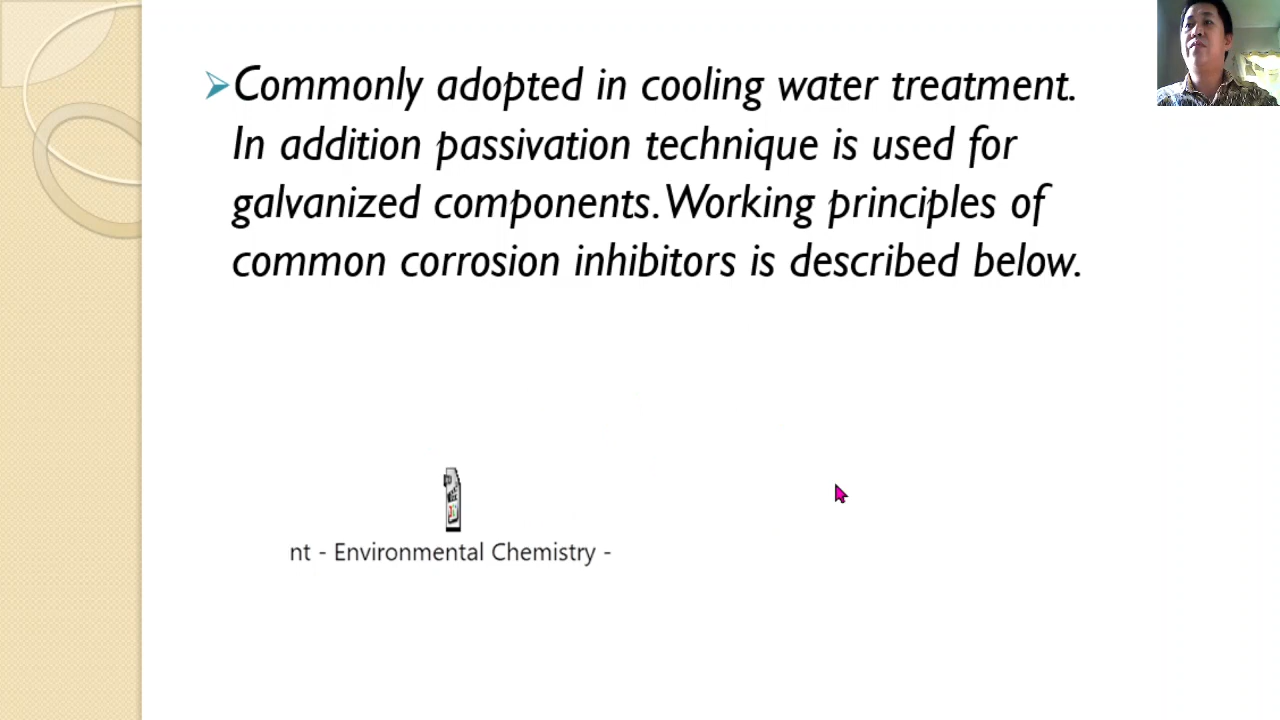 Commonly adopted in cooling water treatment.
In addition passivation technique is used for
galvanized components. Working principles of
common corrosion inhibitors is described below.
nt - Environmental Chemistry -